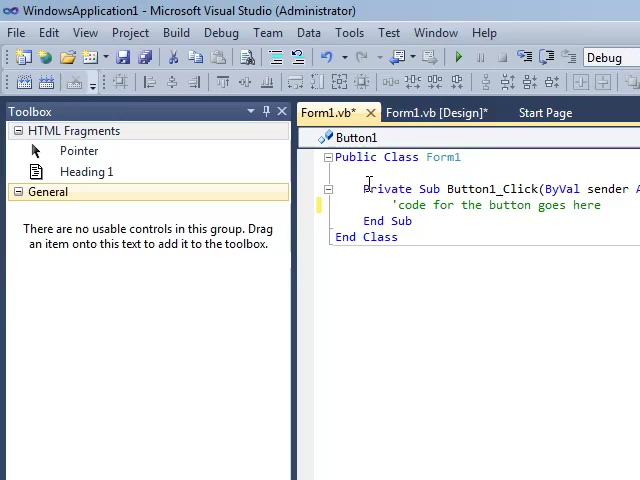 WindowsApplication1 - Microsoft Visual Studio (Administrator)
File Edit View Project Build Debug Team Data Tools Test Window Help
Debug
Toolbox
HTML Fragments
Pointer
Heading 1
General
There are no usable controls in this group. Drag
an item onto this text to add it to the toolbox.
Form1.vb* Form1.vb [Design]* Start Page
Button1
Public Class Form1
Private Sub Button1_Click(ByVal sender A
'code for the button goes here
End Sub
End Class